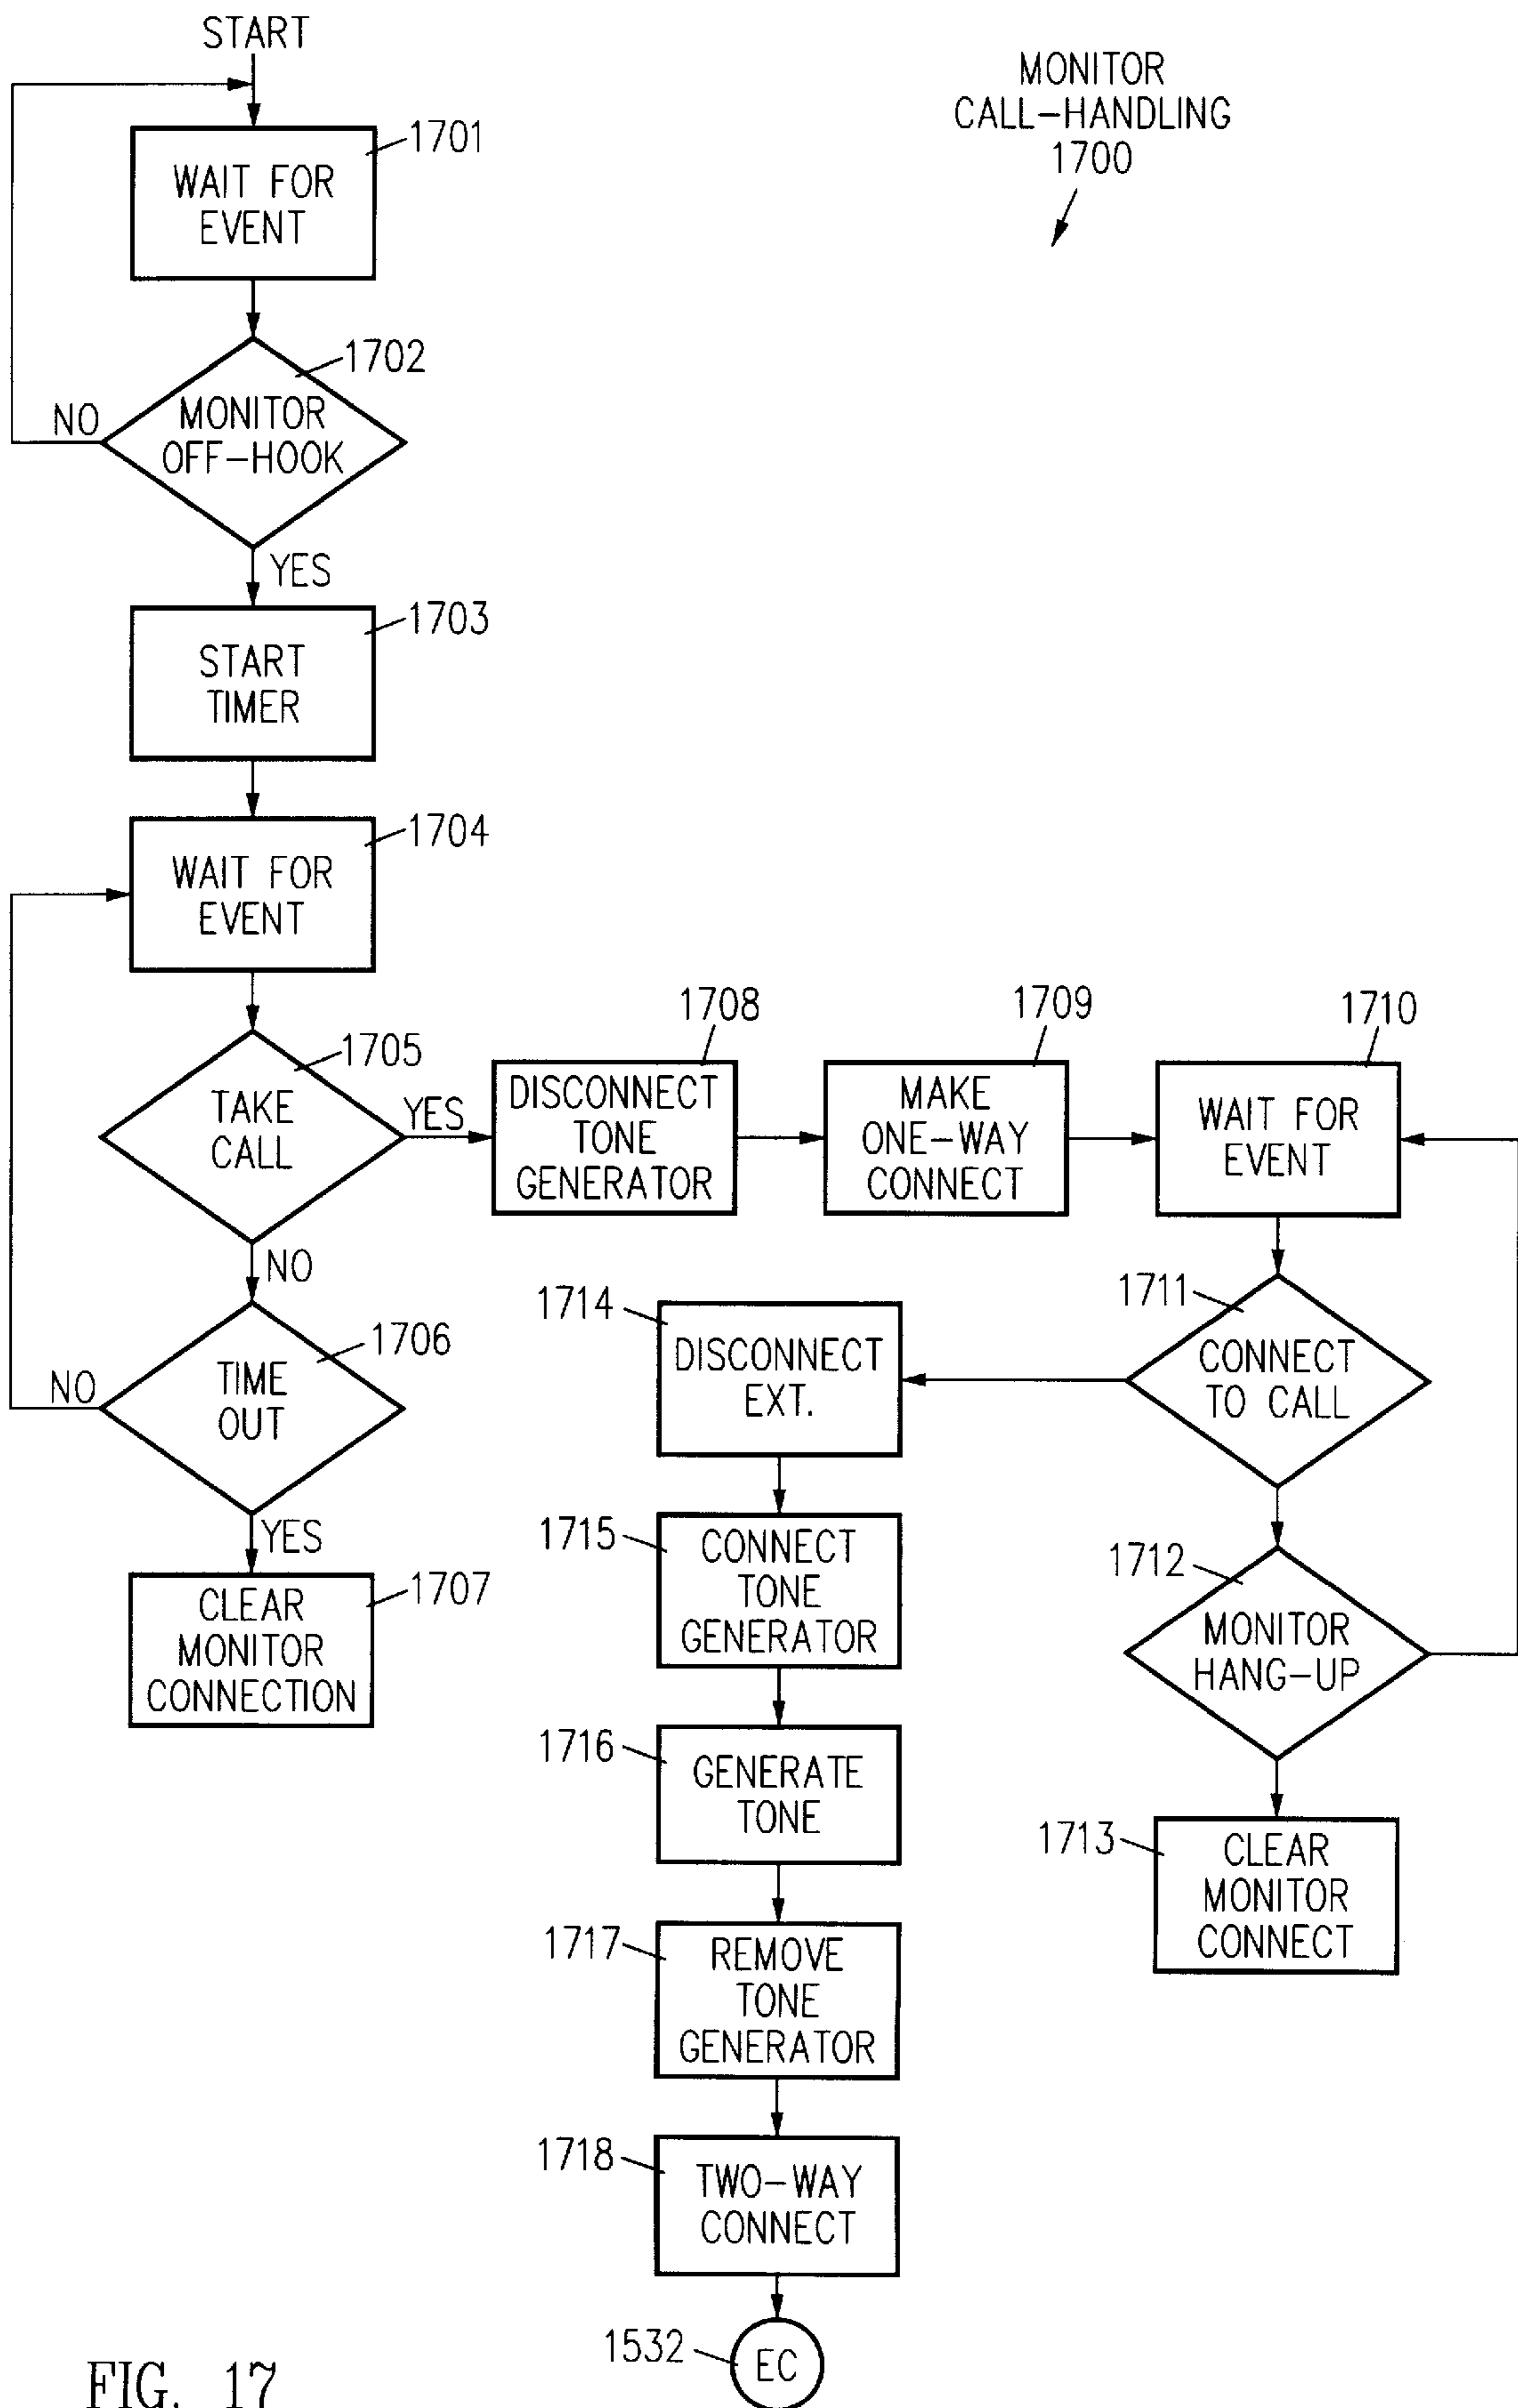 START
MONITOR
CALL-HANDLING
1700
1701
WAIT FOR
EVENT
1702
MONITOR
OFF-HOOK
NO
YES
1703
START
TIMER
1704
WAIT FOR
EVENT
1705
TAKE
CALL
YES
NO
1706
TIME
OUT
NO
YES
1707
CLEAR
MONITOR
CONNECTION
1708
DISCONNECT
TONE
GENERATOR
1709
MAKE
ONE-WAY
CONNECT
1710
WAIT FOR
EVENT
1711
CONNECT
TO CALL
1712
MONITOR
HANG-UP
1713
CLEAR
MONITOR
CONNECT
1714
DISCONNECT
EXT.
1715
CONNECT
TONE
GENERATOR
1716
GENERATE
TONE
1717
REMOVE
TONE
GENERATOR
1718
TWO-WAY
CONNECT
1532
EC
FIG. 17